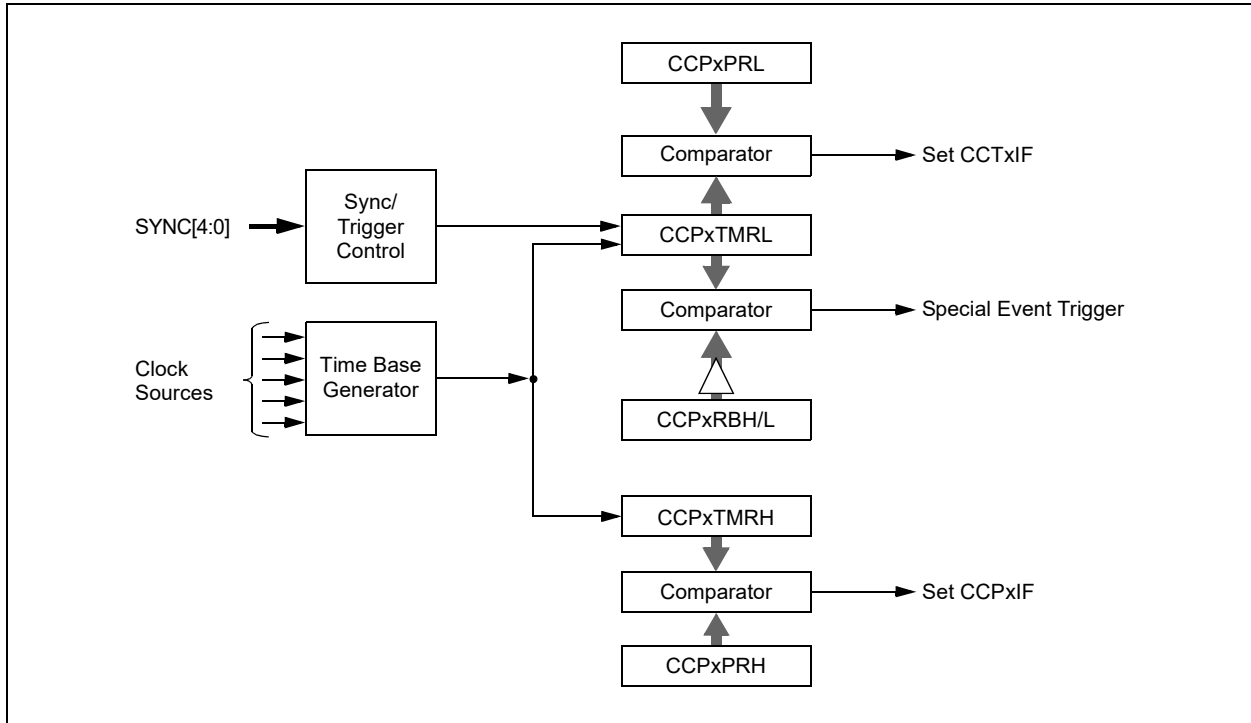 CCPxPRL
Comparator
Set CCTxIF
Sync/
Trigger
Control
SYNC[4:0]
CCPxTMRL
Comparator
Special Event Trigger
Clock
Sources
Time Base
Generator
CCPxRBH/L
CCPxTMRH
Comparator
Set CCPxIF
CCPxPRH